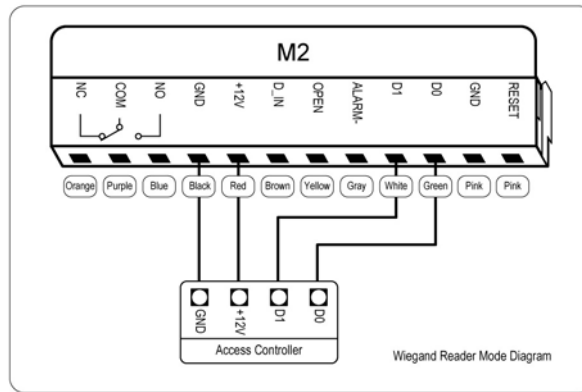 M2
NC COM NO GND +12V D_IN OPEN ALARM- D1 D0 GND RESET
Orange Purple Blue Black Red Brown Yellow Gray White Green Pink Pink
GND +12V D1 D0
Access Controller
Wiegand Reader Mode Diagram